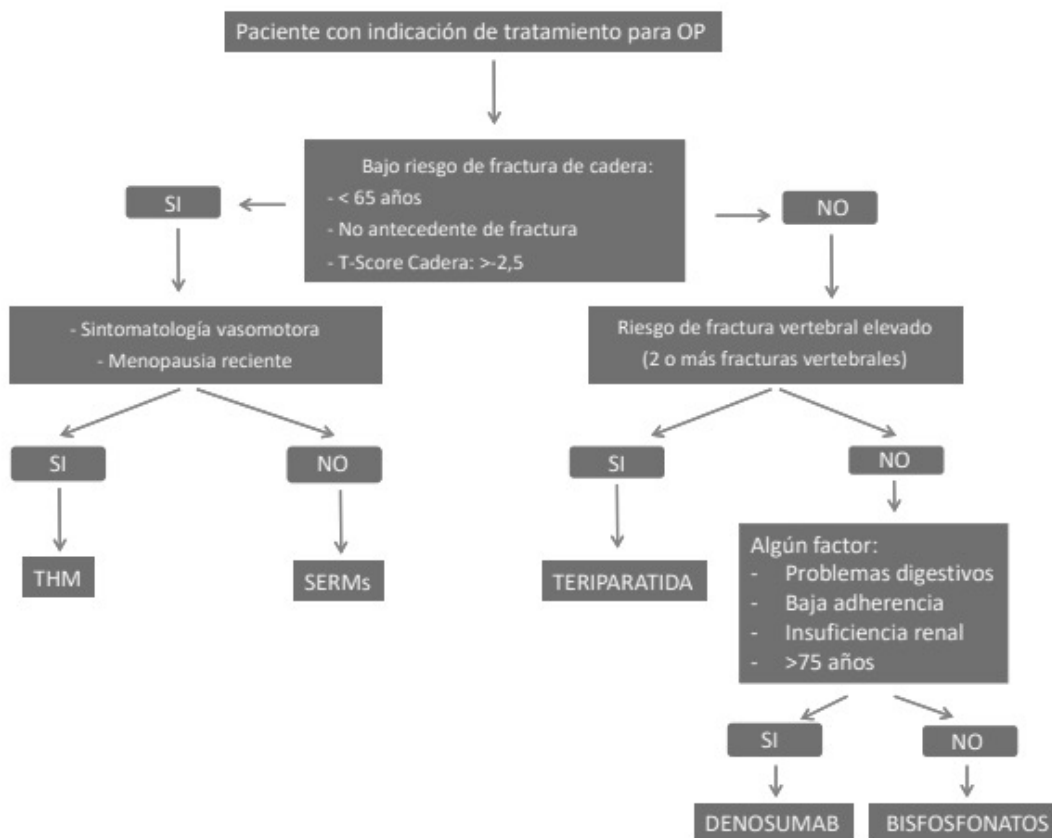 Paciente con indicación de tratamiento para OP
Bajo riesgo de fractura de cadera:
- < 65 años
- No antecedente de fractura
- T-Score Cadera: >-2,5
SI
NO
- Sintomatología vasomotora
- Menopausia reciente
Riesgo de fractura vertebral elevado
(2 o más fracturas vertebrales)
SI
NO
SI
NO
THM
SERMs
TERIPARATIDA
Algún factor:
- Problemas digestivos
- Baja adherencia
- Insuficiencia renal
- >75 años
SI
NO
DENOSUMAB
BISFOSFONATOS